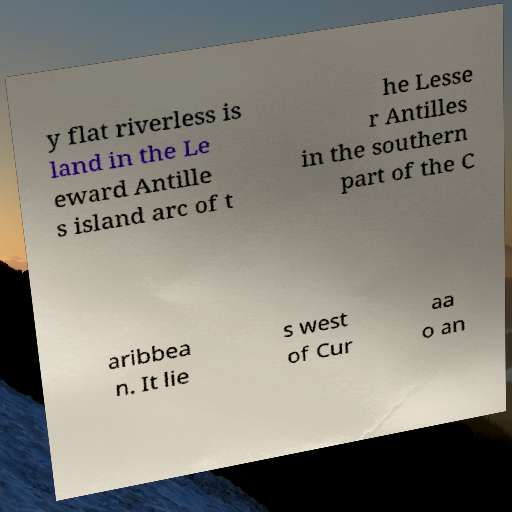 y flat riverless is
land in the Le
eward Antille
s island arc of t
he Lesse
r Antilles
in the southern
part of the C
aribbea
n. It lie
s west
of Cur
aa
o an